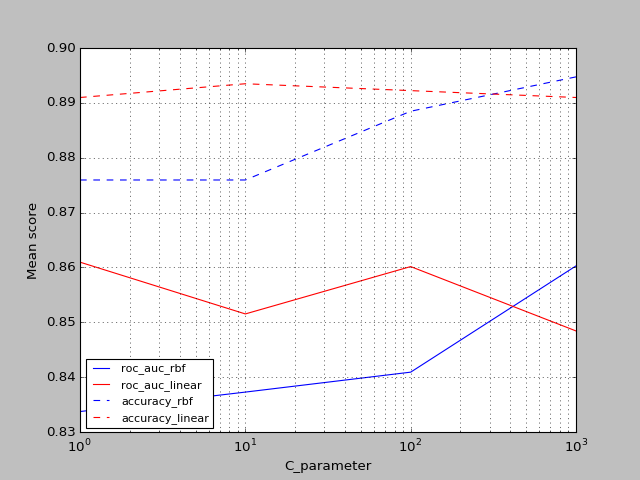 0.90
0.89
0.88
0.87
0.86
0.85
0.84
0.83
Mean score
roc_auc_rbf
roc_auc_linear
accuracy_rbf
accuracy_linear
10⁰ 10¹ 10² 10³
C_parameter